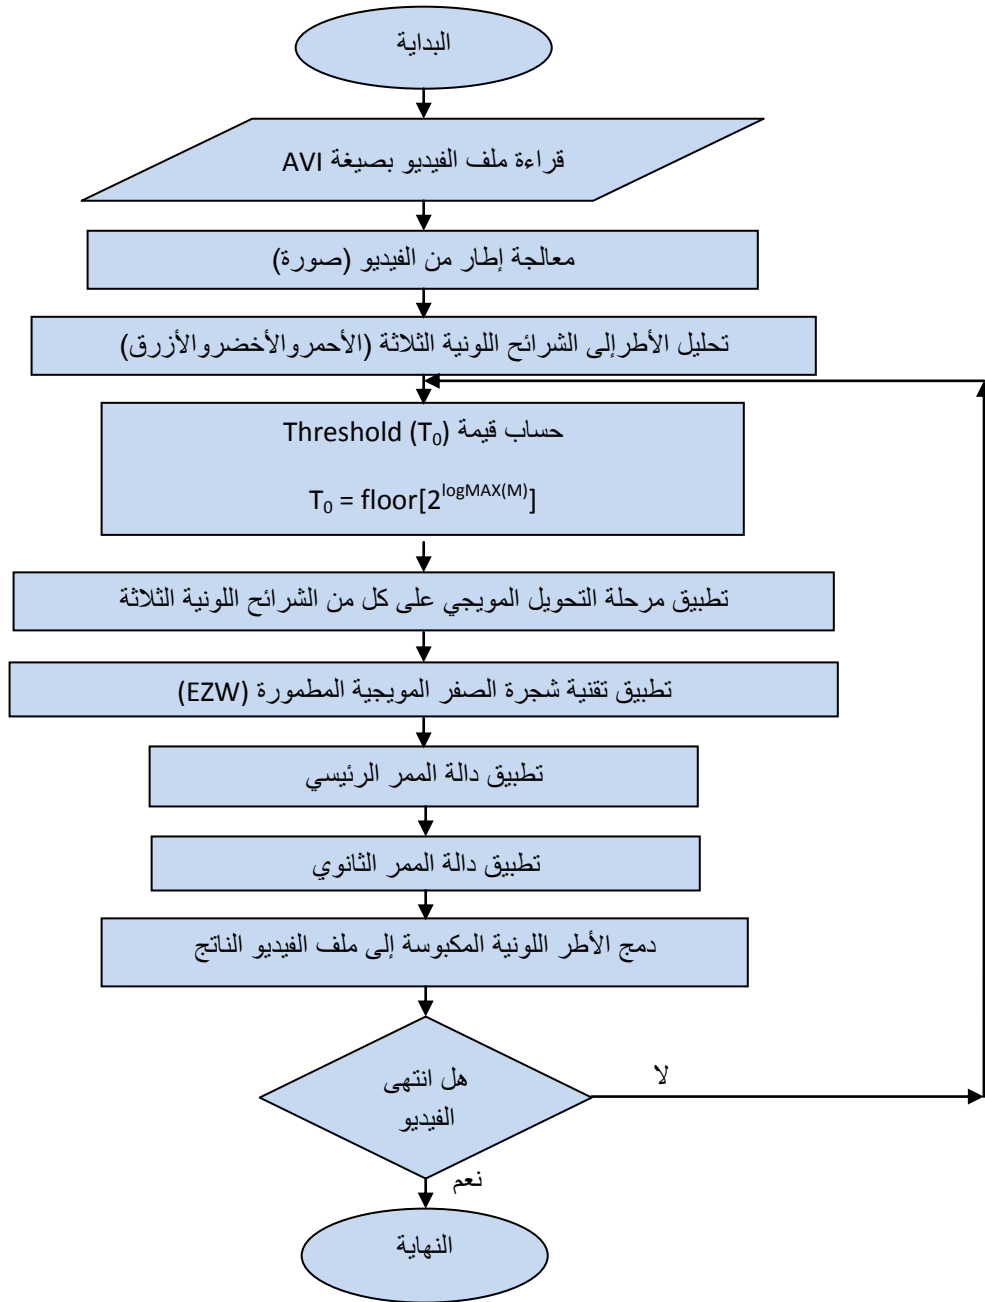 البداية
قراءة ملف الفيديو بصيغة AVI
معالجة إطار من الفيديو (صورة)
تحليل الأطرإلى الشرائح اللونية الثلاثة (الأحمروالأخضروالأزرق)
حساب قيمة Threshold (T₀)
T₀ = floor[2^logMAX(M)]
تطبيق مرحلة التحويل المويجي على كل من الشرائح اللونية الثلاثة
تطبيق تقنية شجرة الصفر المويجية المطمورة (EZW)
تطبيق دالة الممر الرئيسي
تطبيق دالة الممر الثانوي
دمج الأطر اللونية المكبوسة إلى ملف الفيديو الناتج
هل انتهى
الفيديو
لا
نعم
النهاية